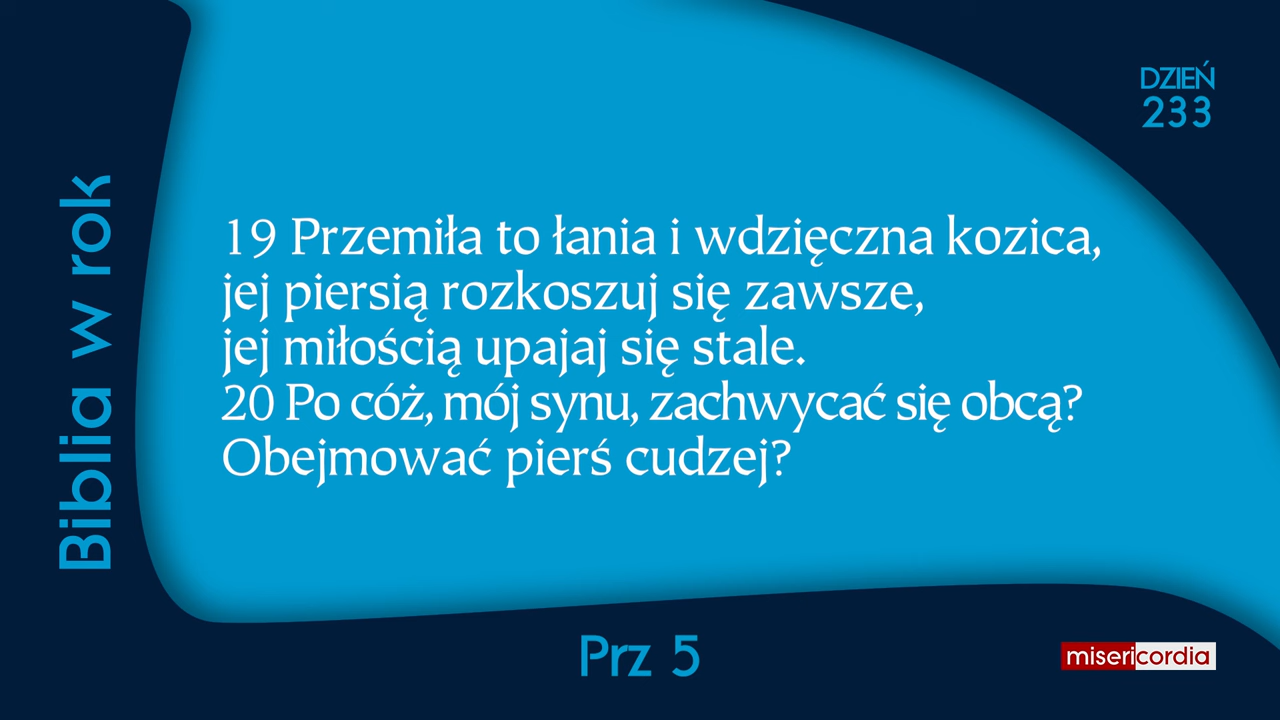 DZIEŃ
233
Biblia w rok
19 Przemiła to łania i wdzięczna kozica,
jej piersią rozkoszuj się zawsze,
jej miłością upajaj się stale.
20 Po cóż, mój synu, zachwycać się obcą?
Obejmować pierś cudzej?
Prz 5
misericordia